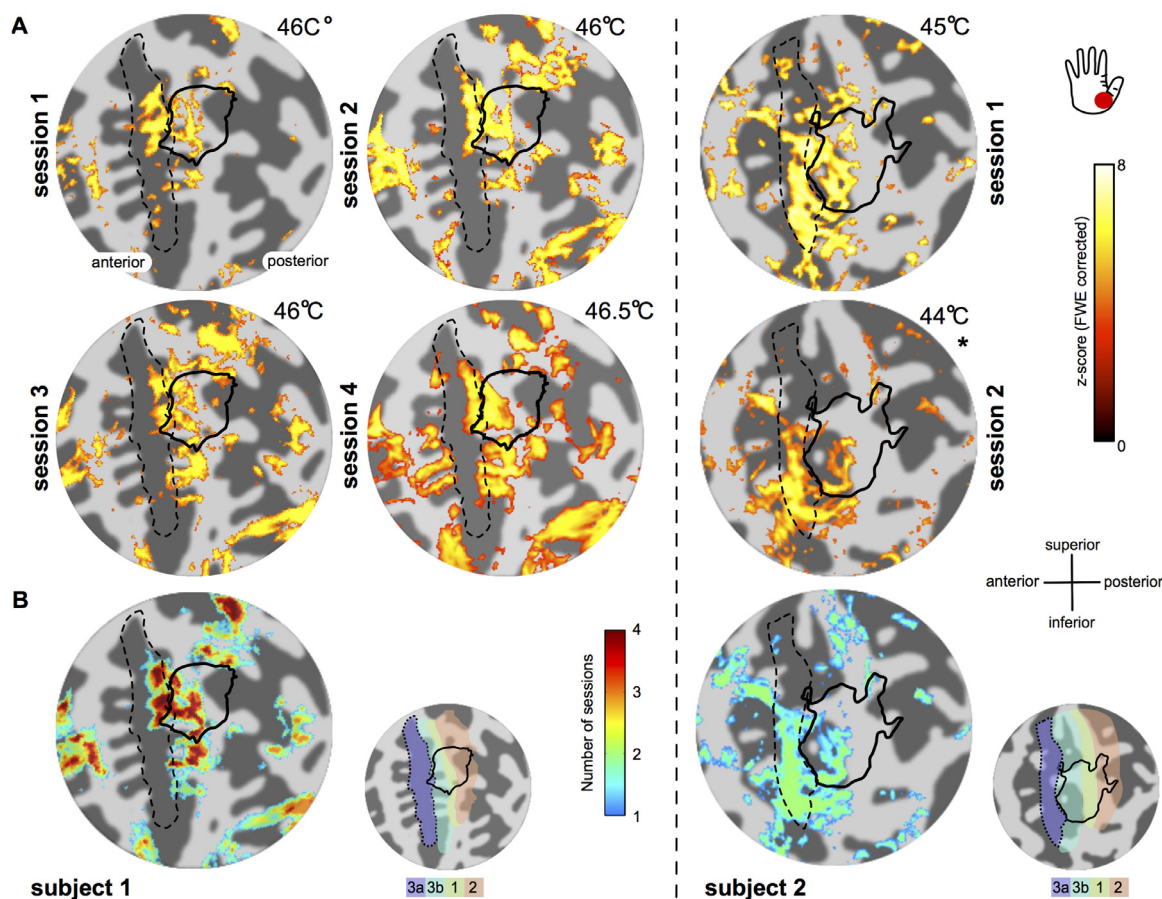 A
46C°
46℃
45℃
session 1
session 2
session 1
anterior
posterior
8
z-score (FWE corrected)
0
46℃
46.5℃
44℃
*
session 3
session 4
session 2
superior
anterior
posterior
inferior
B
4
3
2
1
Number of sessions
3a 3b 1 2
3a 3b 1 2
subject 1
subject 2